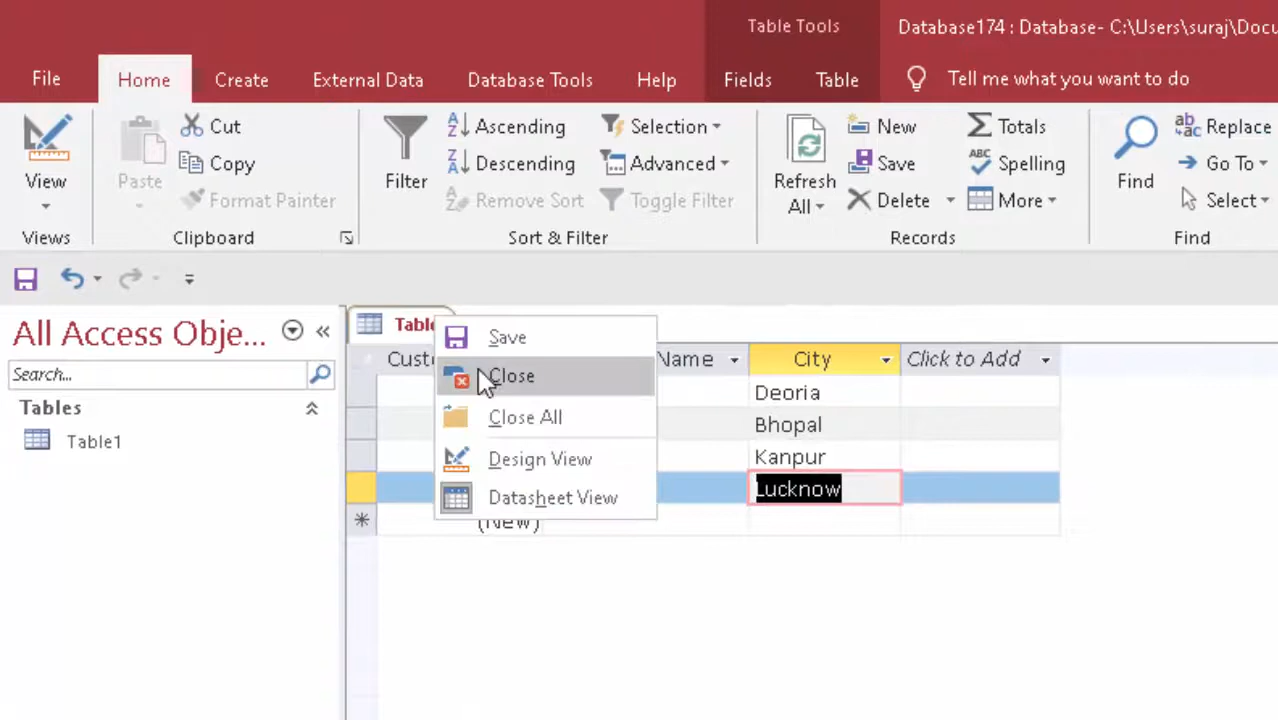 Table Tools
Database174 : Database- C:\Users\suraj\Docu
File Home Create External Data Database Tools Help Fields Table Tell me what you want to do
Cut Ascending Selection New Totals Replace
Copy Descending Advanced Save Spelling Go To
View Paste Format Painter Filter Remove Sort Toggle Filter Refresh All Delete More Find Select
Views Clipboard Sort & Filter Records Find
All Access Obje...
Search...
Tables
Table1
Table
Save
Close
Close All
Design View
Datasheet View
Custo Name City Click to Add
Deoria
Bhopal
Kanpur
Lucknow
(New)